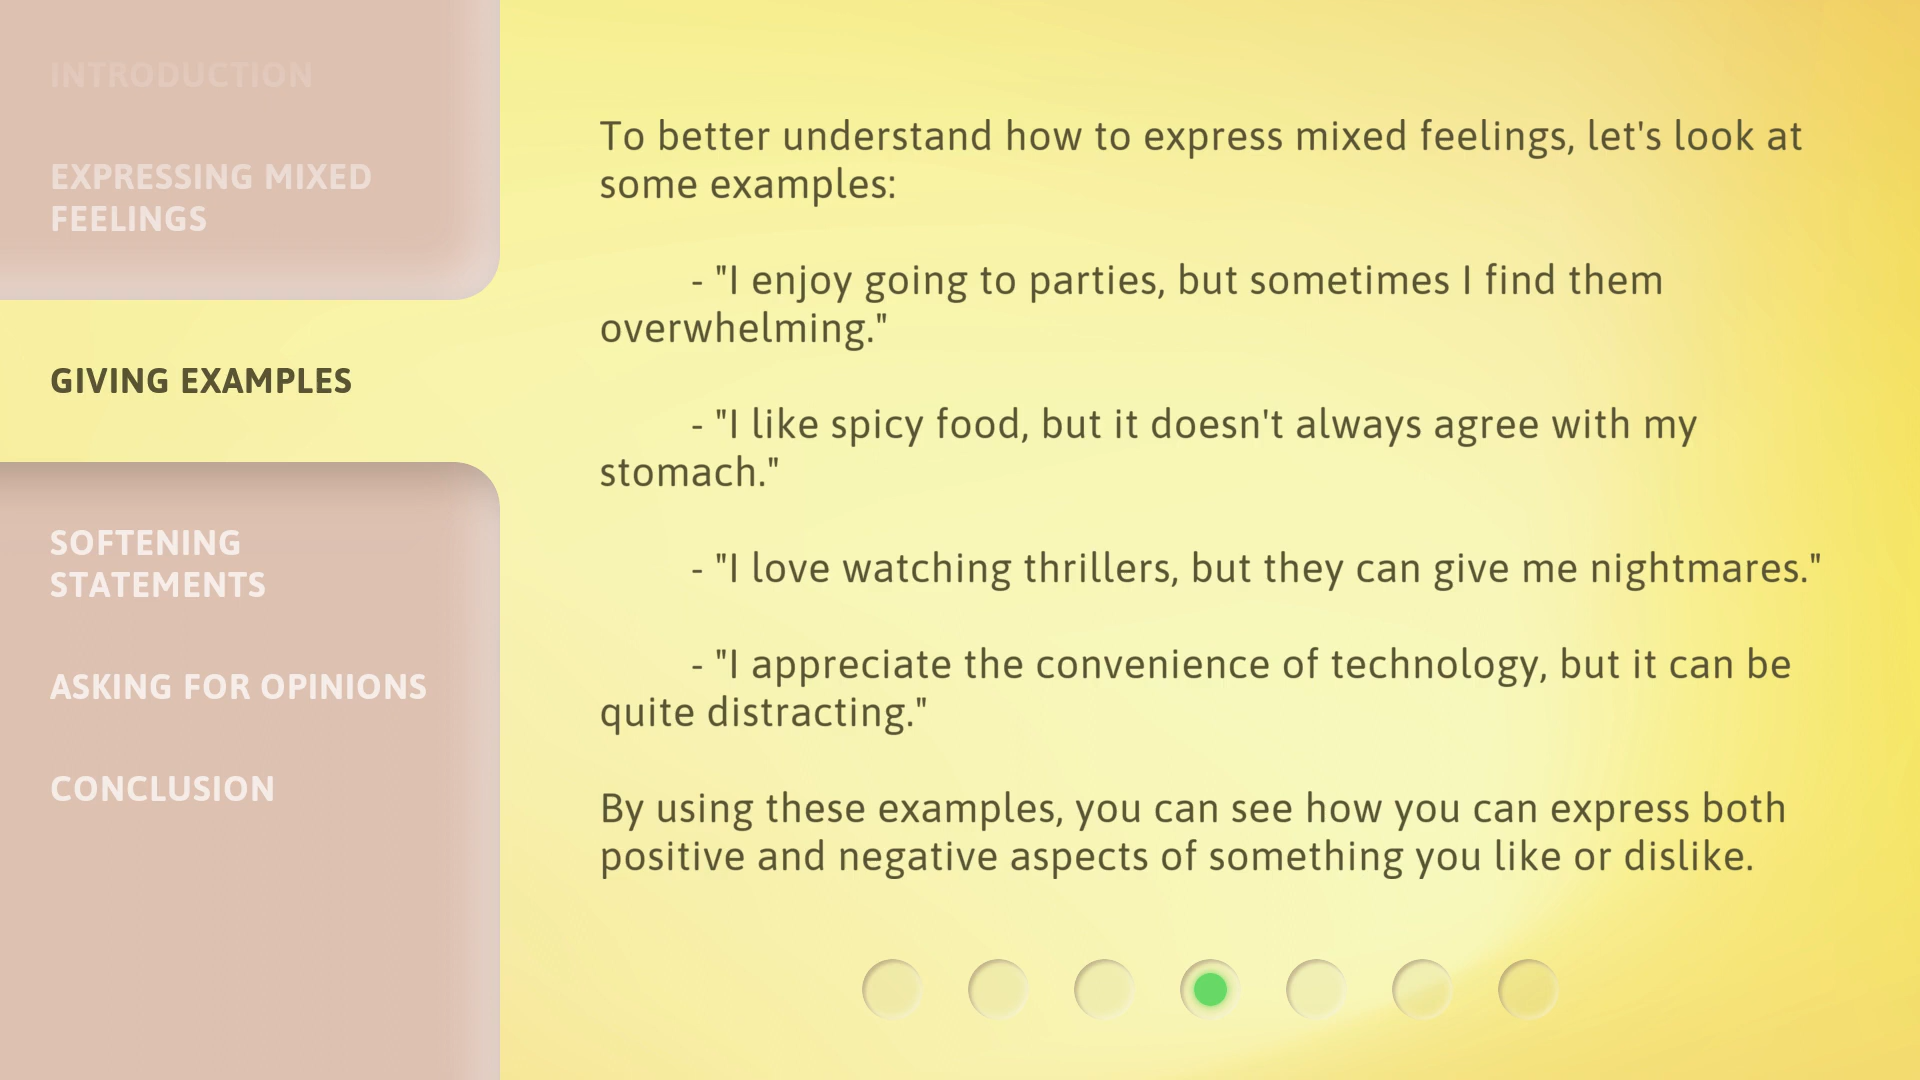 INTRODUCTION
EXPRESSING MIXED
FEELINGS
GIVING EXAMPLES
SOFTENING
STATEMENTS
ASKING FOR OPINIONS
CONCLUSION
To better understand how to express mixed feelings, let's look at
some examples:
- "I enjoy going to parties, but sometimes I find them
overwhelming."
- "I like spicy food, but it doesn't always agree with my
stomach."
- "I love watching thrillers, but they can give me nightmares."
- "I appreciate the convenience of technology, but it can be
quite distracting."
By using these examples, you can see how you can express both
positive and negative aspects of something you like or dislike.